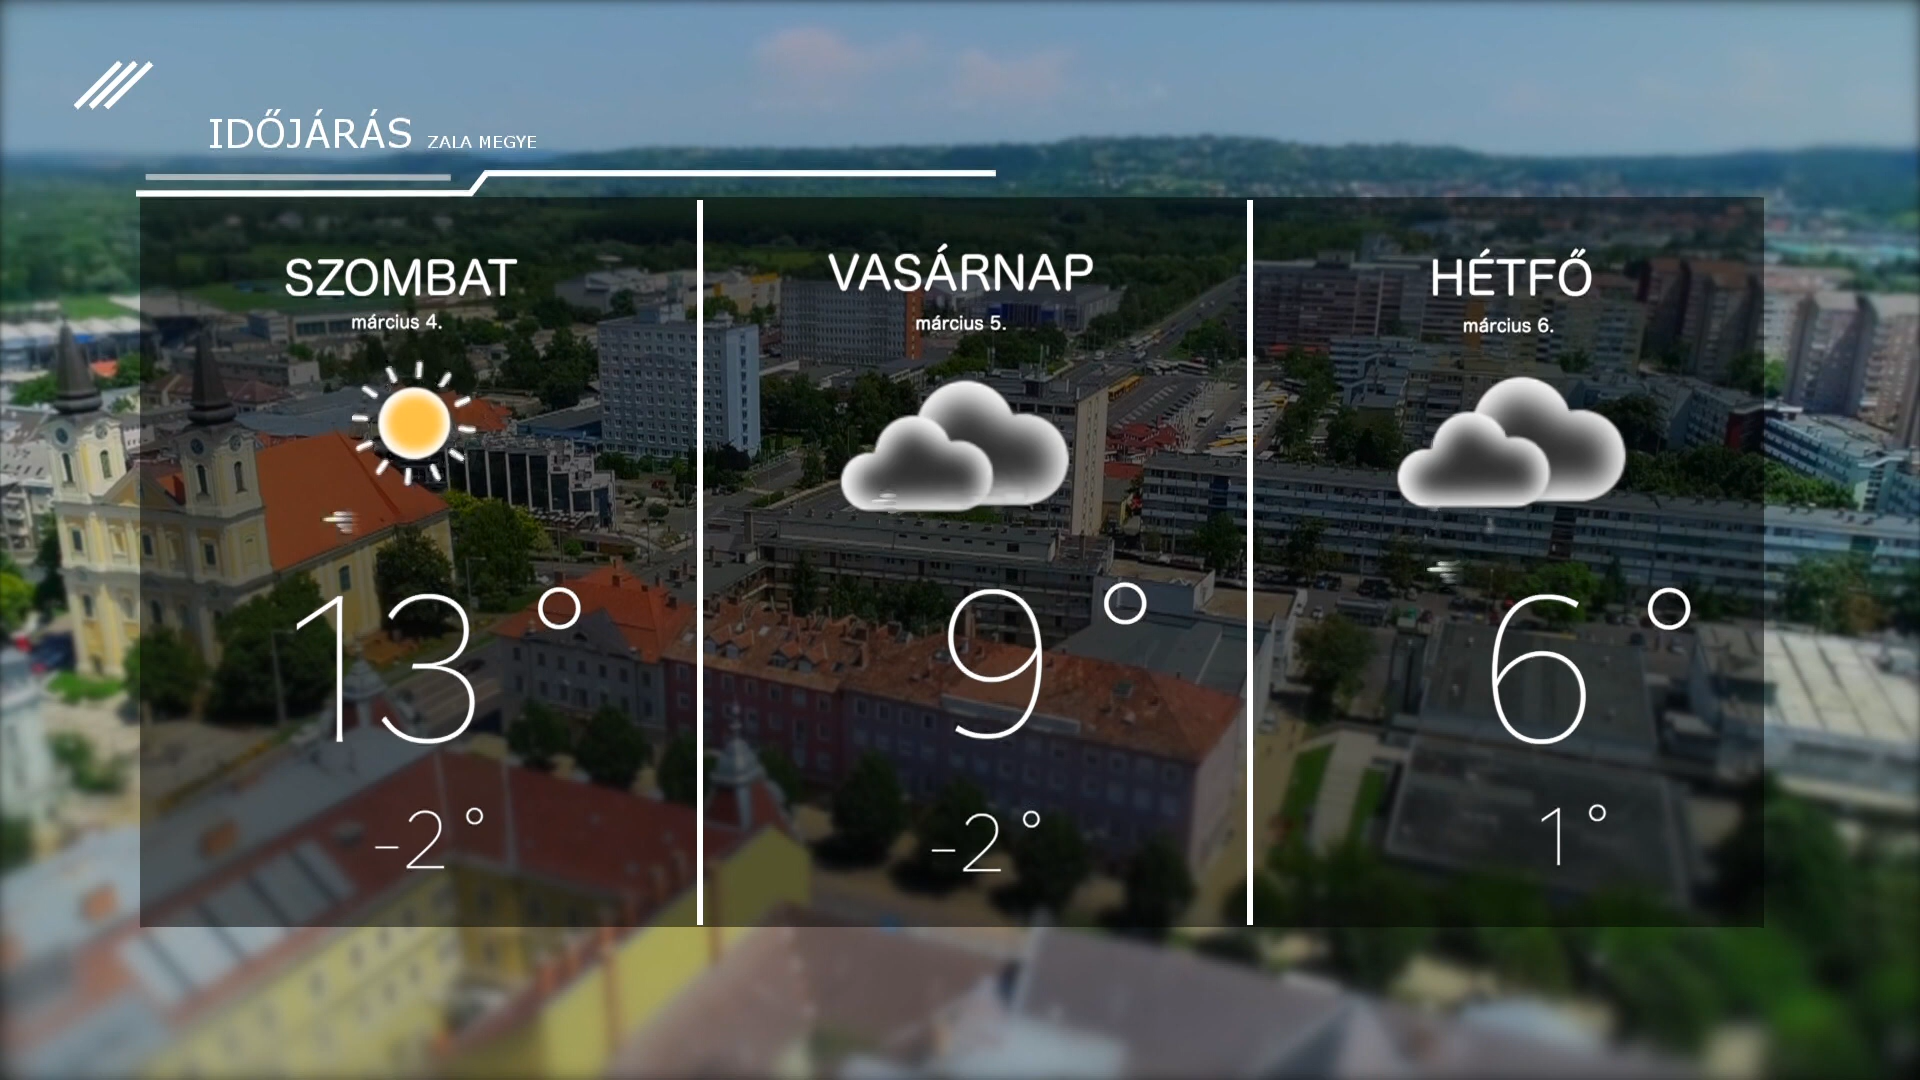 IDŐJÁRÁS ZALA MEGYE
SZOMBAT
március 4.
13°
-2°
VASÁRNAP
március 5.
9°
-2°
HÉTFŐ
március 6.
6°
1°